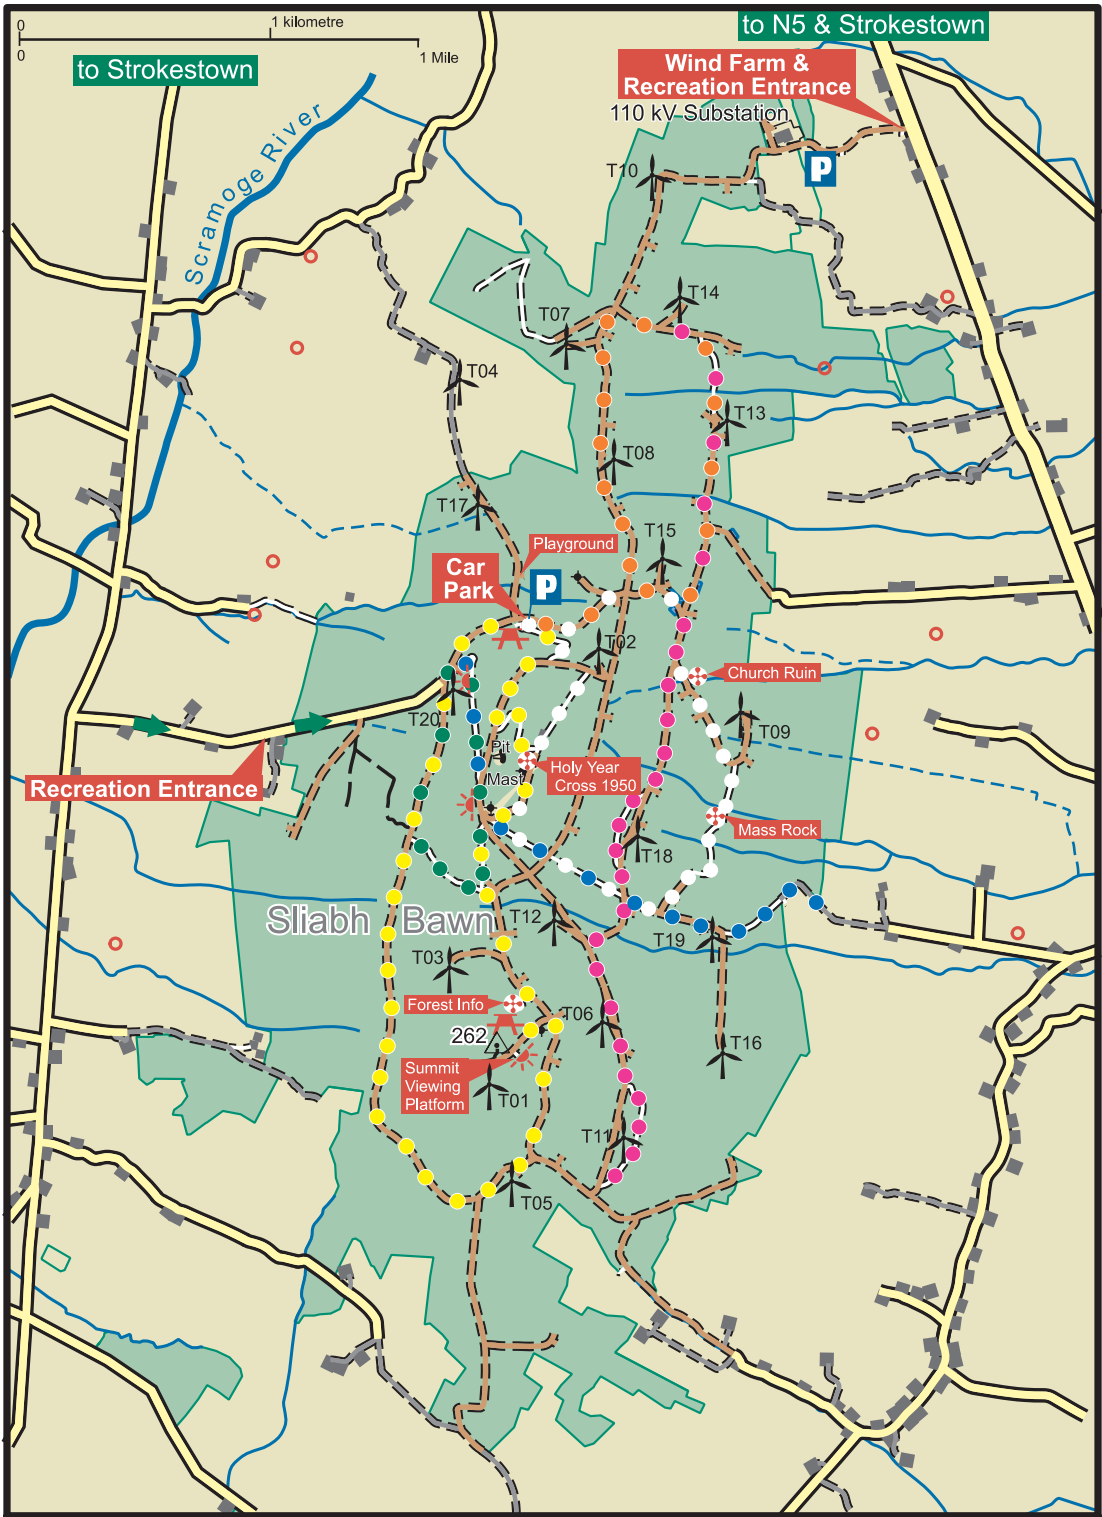 0
1 kilometre
0
1 Mile
to N5 & Strokestown
to Strokestown
Wind Farm &
Recreation Entrance
110 kV Substation
P
Scramoge River
T10
T14
T07
T04
T13
T08
T17
T15
Playground
Car
Park
P
T02
Church Ruin
T20
T09
Pit
Mast
Holy Year
Cross 1950
Recreation Entrance
Mass Rock
T18
Sliabh Bawn
T12
T19
T03
Forest Info
T06
262
T16
Summit
Viewing
Platform
T01
T11
T05